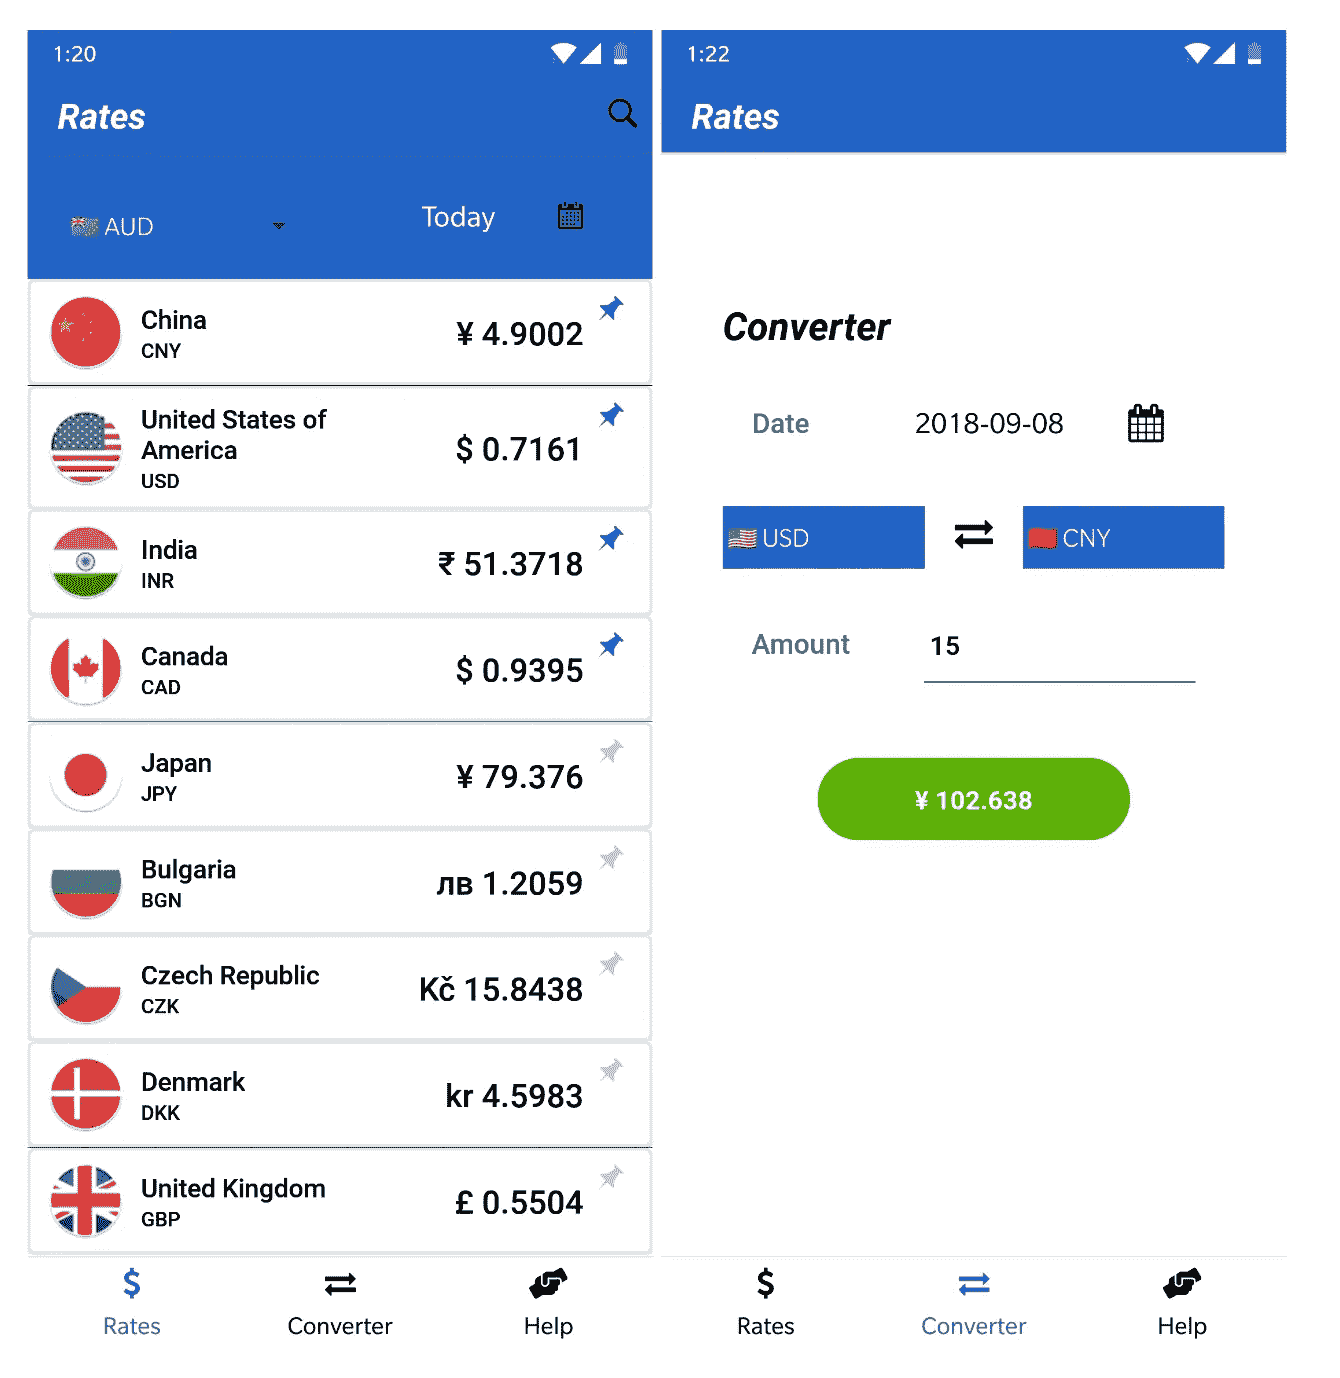 1:20
Rates
AUD
Today
China
CNY
¥ 4.9002
United States of
America
USD
$ 0.7161
India
INR
₹ 51.3718
Canada
CAD
$ 0.9395
Japan
JPY
¥ 79.376
Bulgaria
BGN
лв 1.2059
Czech Republic
CZK
Kč 15.8438
Denmark
DKK
kr 4.5983
United Kingdom
GBP
£ 0.5504
$
Rates
Converter
Help
1:22
Rates
Converter
Date 2018-09-08
USD CNY
Amount 15
¥ 102.638
$
Rates
Converter
Help